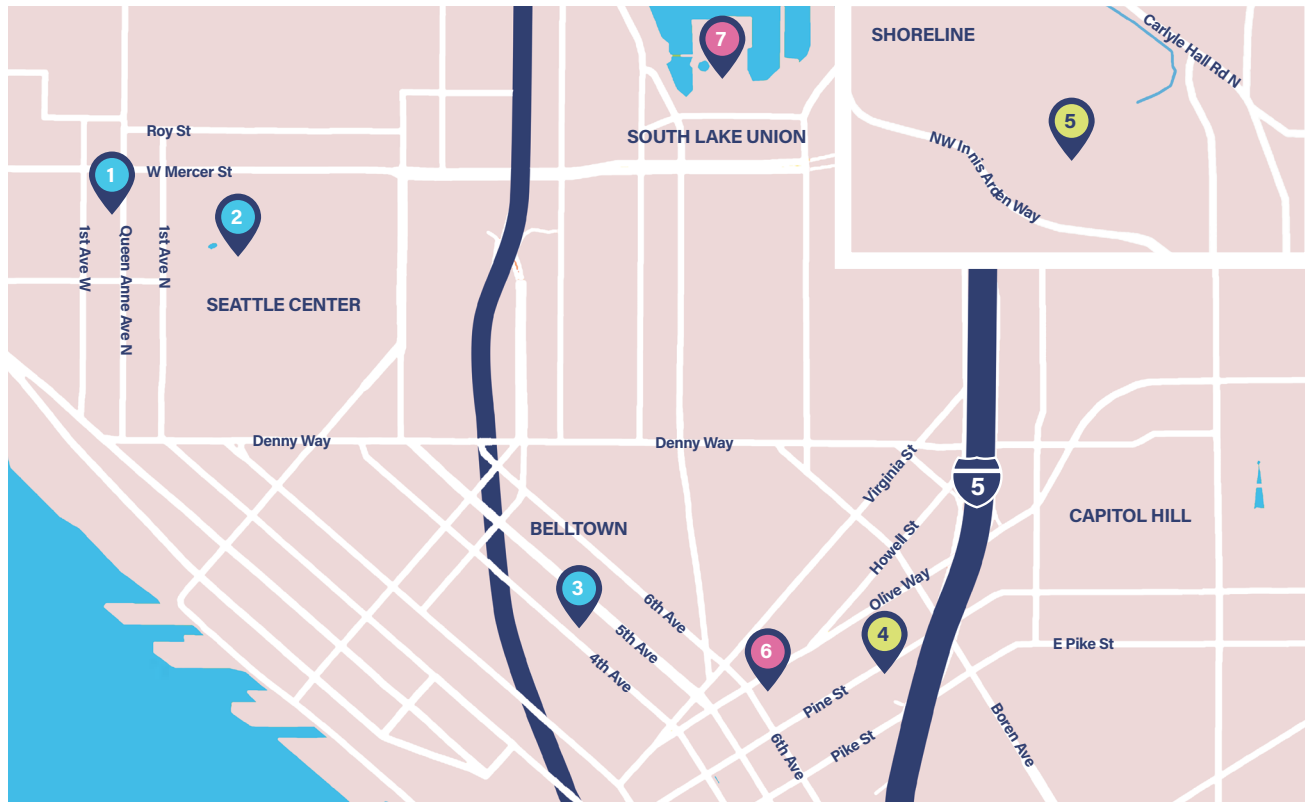 7
SHORELINE
Carlyle Hall Rd N
5
NW Innis Arden Way
Roy St
SOUTH LAKE UNION
1
W Mercer St
2
1st Ave W
Queen Anne Ave N
1st Ave N
SEATTLE CENTER
Denny Way
Denny Way
Virginia St
5
CAPITOL HILL
BELLTOWN
Howell St
3
Olive Way
6th Ave
5th Ave
4th Ave
4
6
E Pike St
Pine St
Pike St
6th Ave
Boren Ave